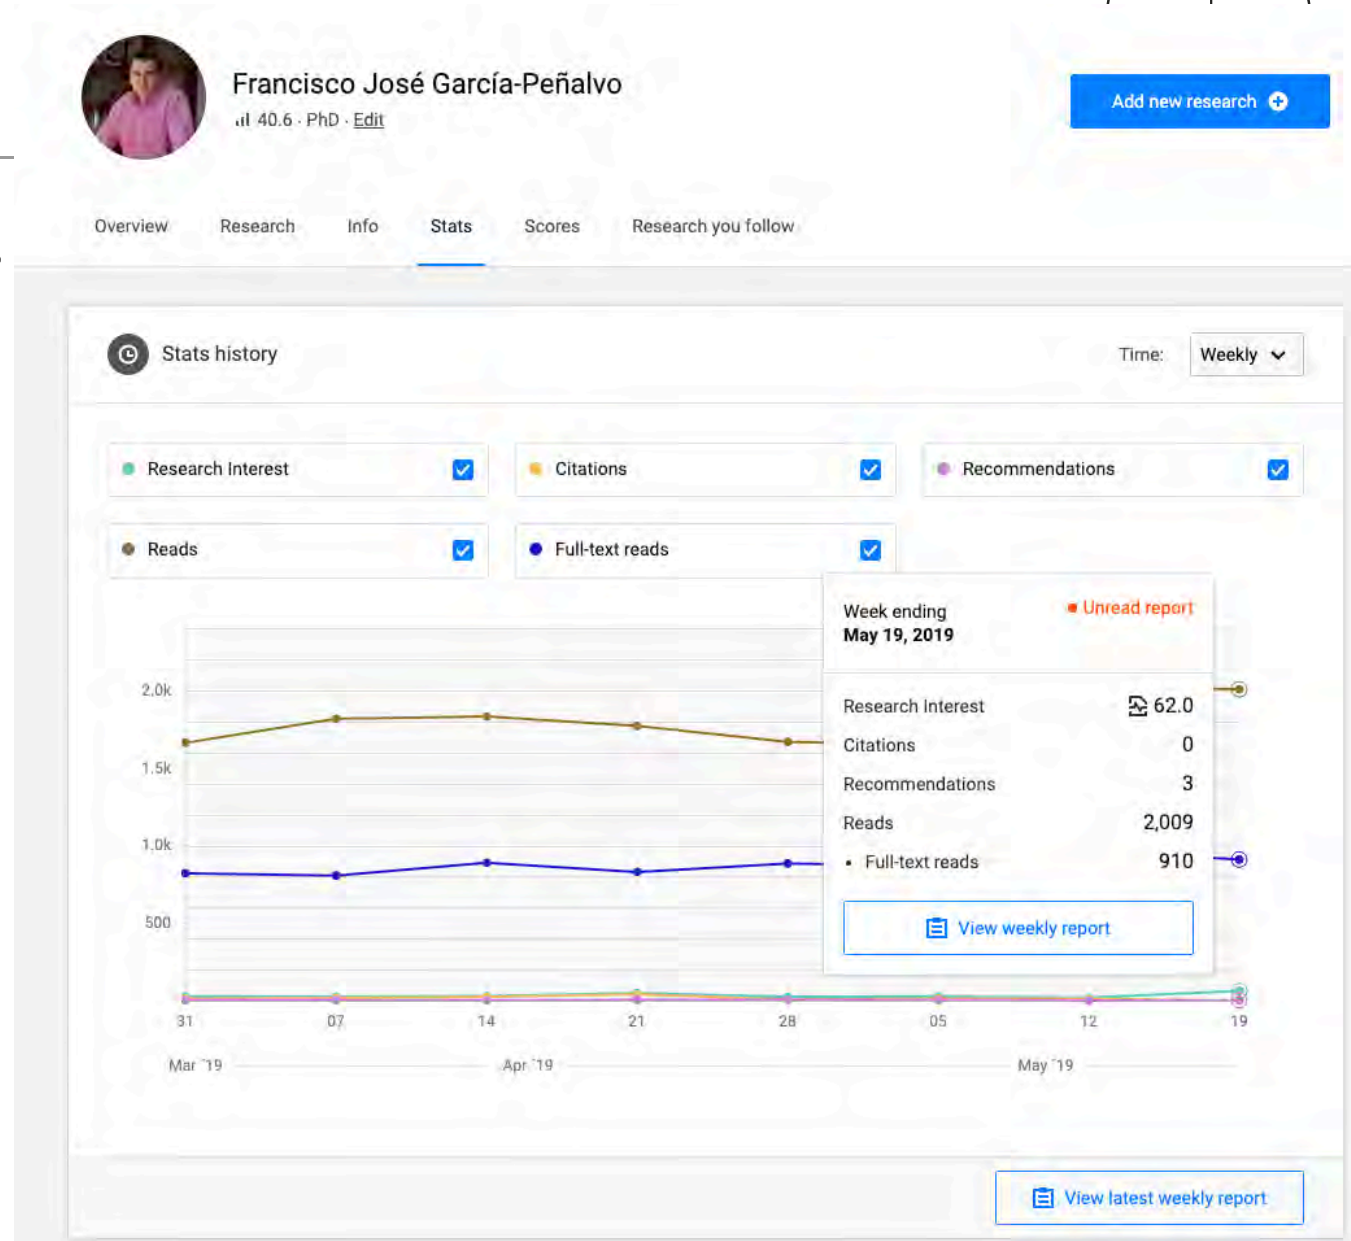 Francisco José García-Peñalvo
40.6 · PhD · Edit
Add new research
Overview Research Info Stats Scores Research you follow
Stats history
Time: Weekly
Research Interest Citations Recommendations
Reads Full-text reads
Week ending
May 19, 2019
Unread report
Research Interest 62.0
Citations 0
Recommendations 3
Reads 2,009
• Full-text reads 910
View weekly report
2.0k
1.5k
1.0k
500
31 07 14 21 28 05 12 19
Mar '19 Apr '19 May '19
View latest weekly report